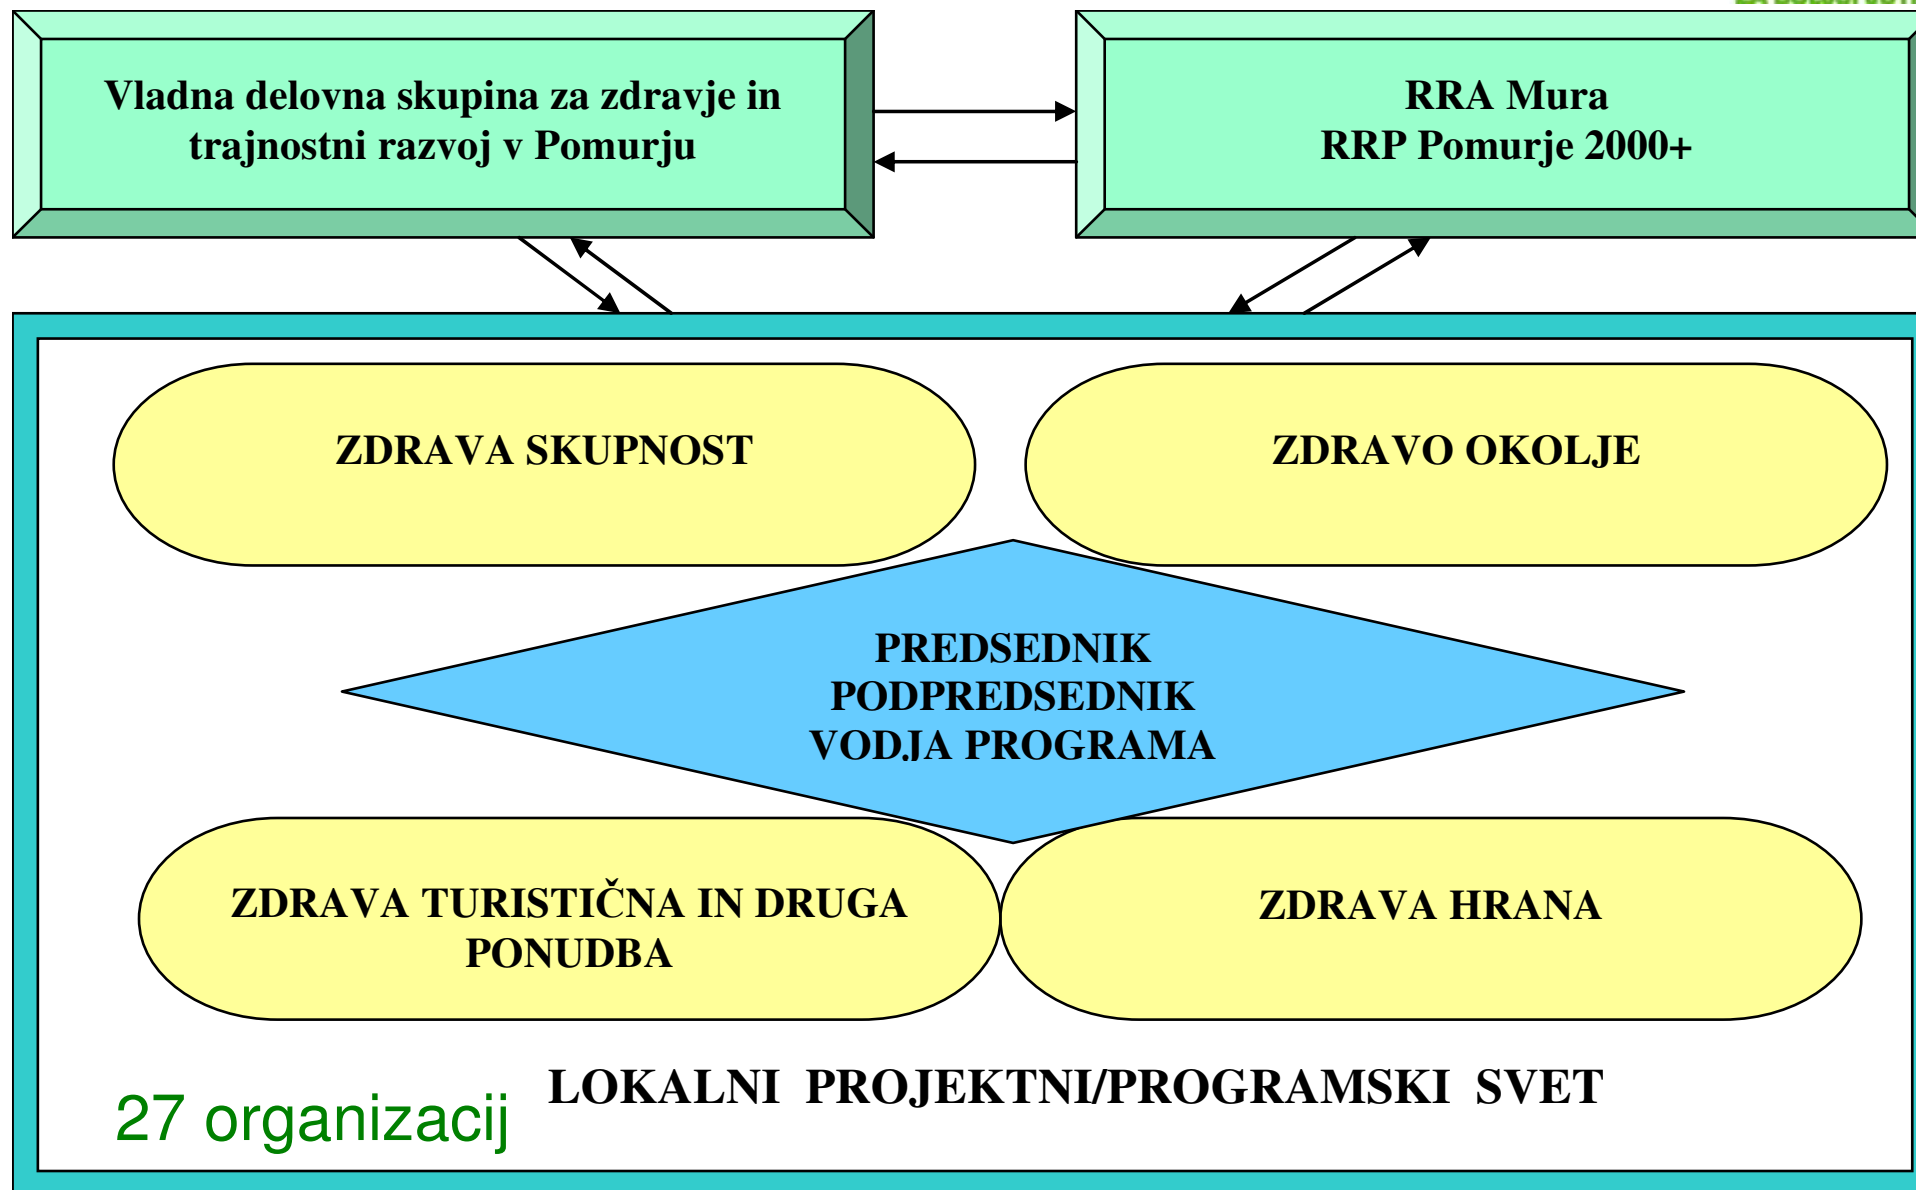 Vladna delovna skupina za zdravje in
trajnostni razvoj v Pomurju
RRA Mura
RRP Pomurje 2000+
ZDRAVA SKUPNOST
ZDRAVO OKOLJE
PREDSEDNIK
PODPREDSEDNIK
VODJA PROGRAMA
ZDRAVA TURISTIČNA IN DRUGA
PONUDBA
ZDRAVA HRANA
LOKALNI PROJEKTNI/PROGRAMSKI SVET
27 organizacij